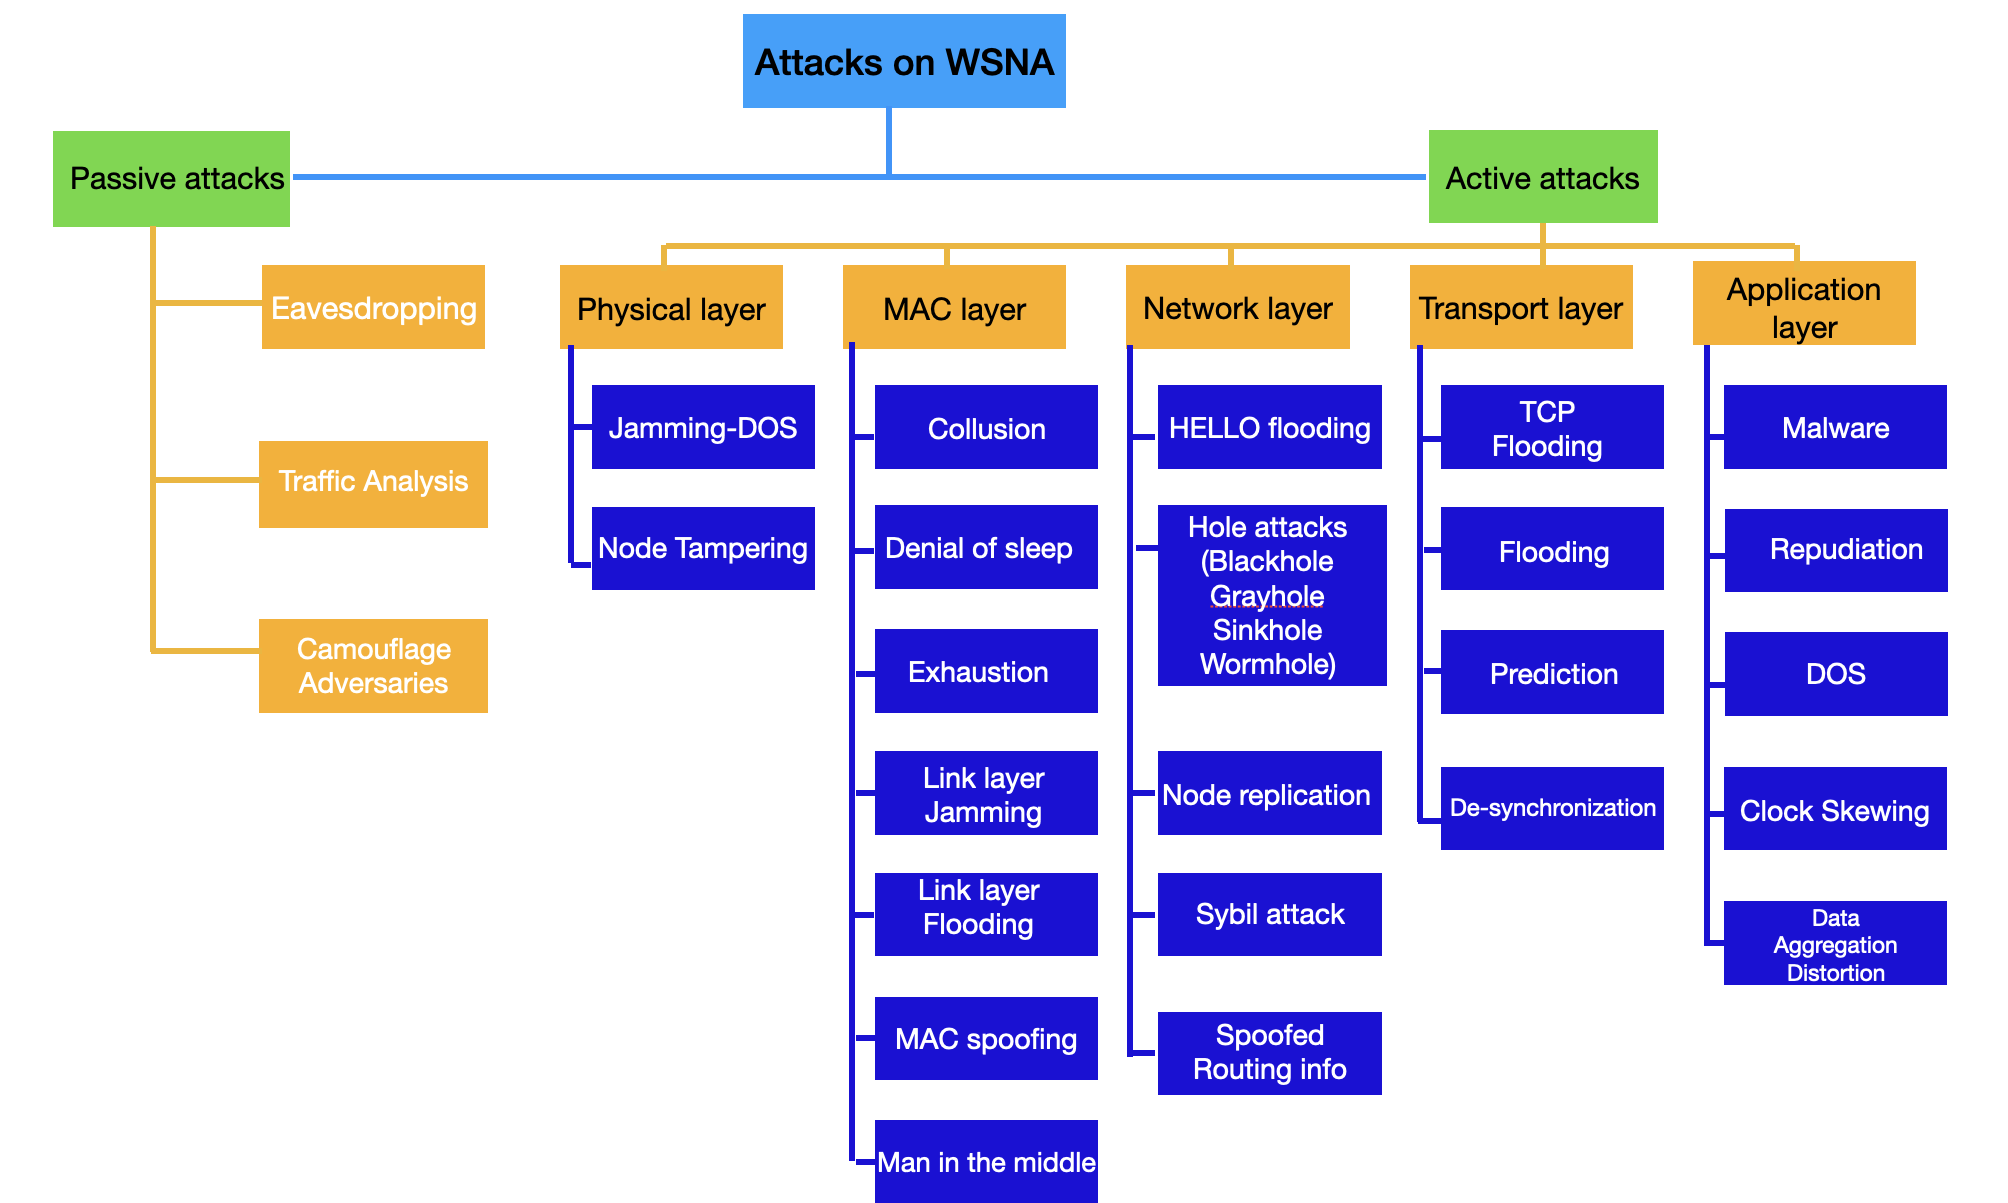 Attacks on WSNA
Passive attacks
Active attacks
Eavesdropping
Traffic Analysis
Camouflage
Adversaries
Physical layer
Jamming-DOS
Node Tampering
MAC layer
Collusion
Denial of sleep
Exhaustion
Link layer
Jamming
Link layer
Flooding
MAC spoofing
Man in the middle
Network layer
HELLO flooding
Hole attacks
(Blackhole
Grayhole
Sinkhole
Wormhole)
Node replication
Sybil attack
Spoofed
Routing info
Transport layer
TCP
Flooding
Flooding
Prediction
De-synchronization
Application
layer
Malware
Repudiation
DOS
Clock Skewing
Data
Aggregation
Distortion